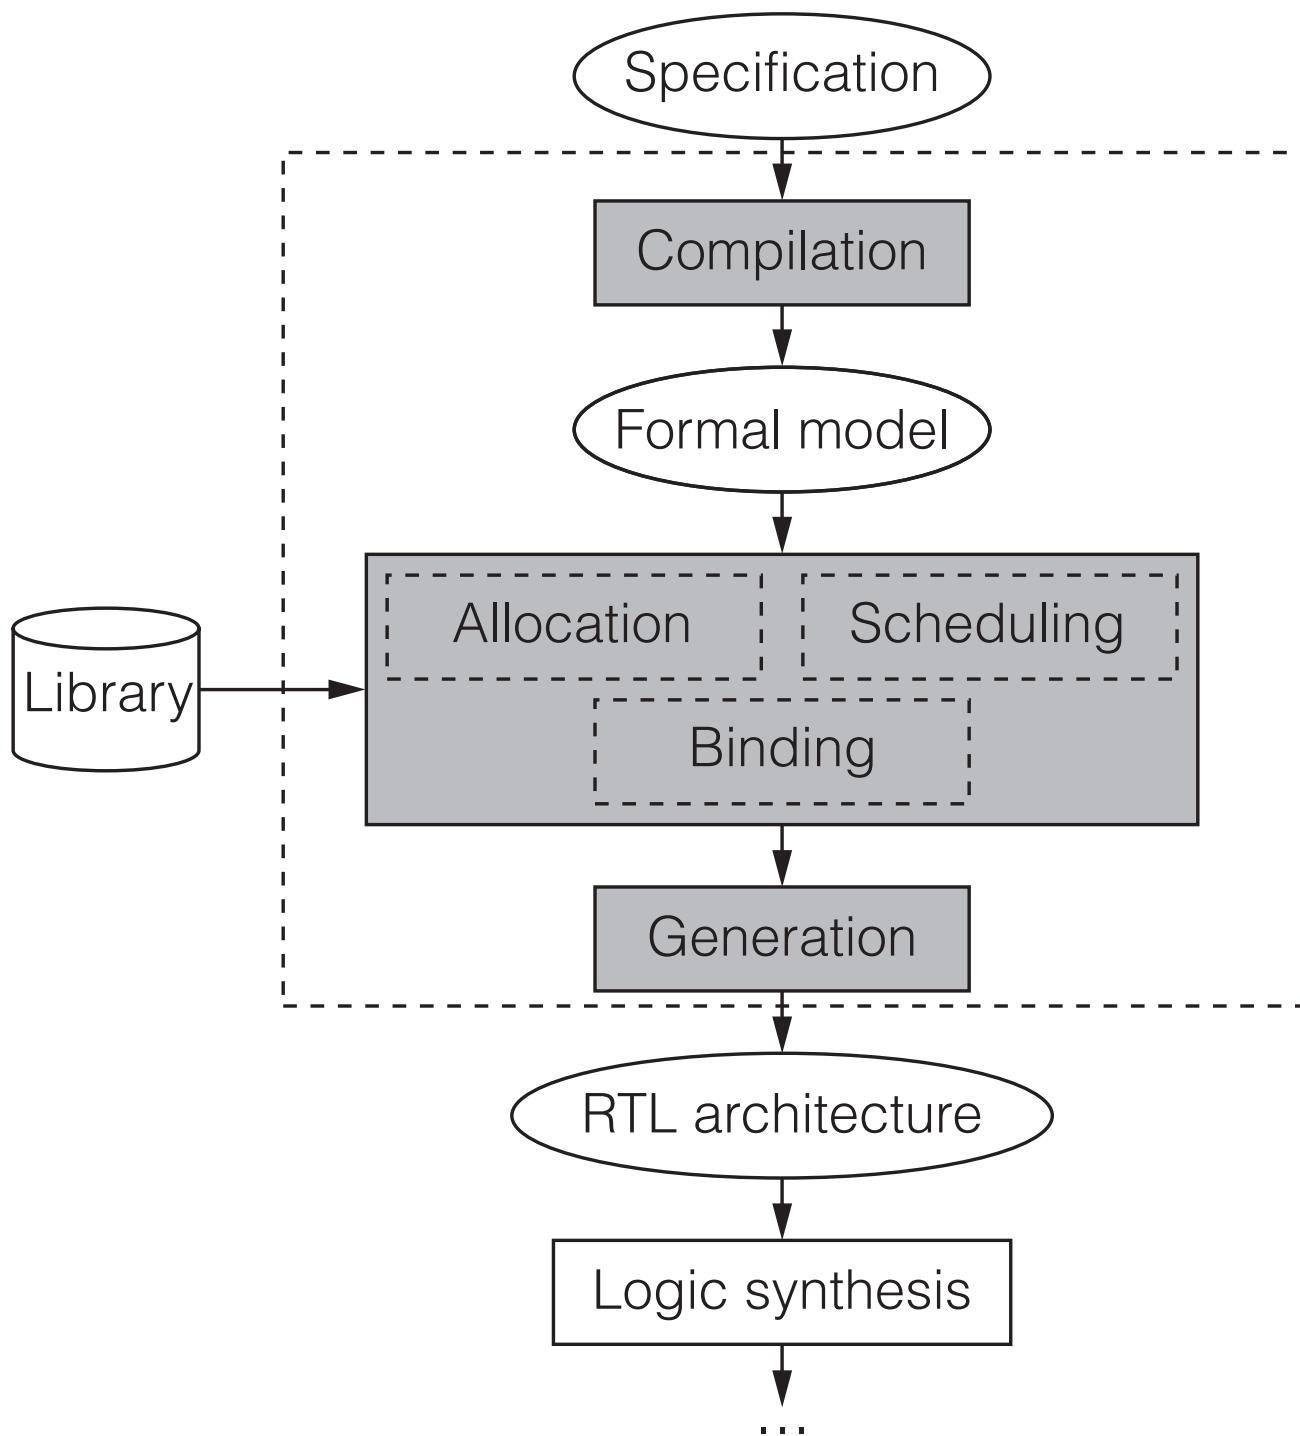 Specification
Compilation
Formal model
Allocation
Scheduling
Library
Binding
Generation
RTL architecture
Logic synthesis
...